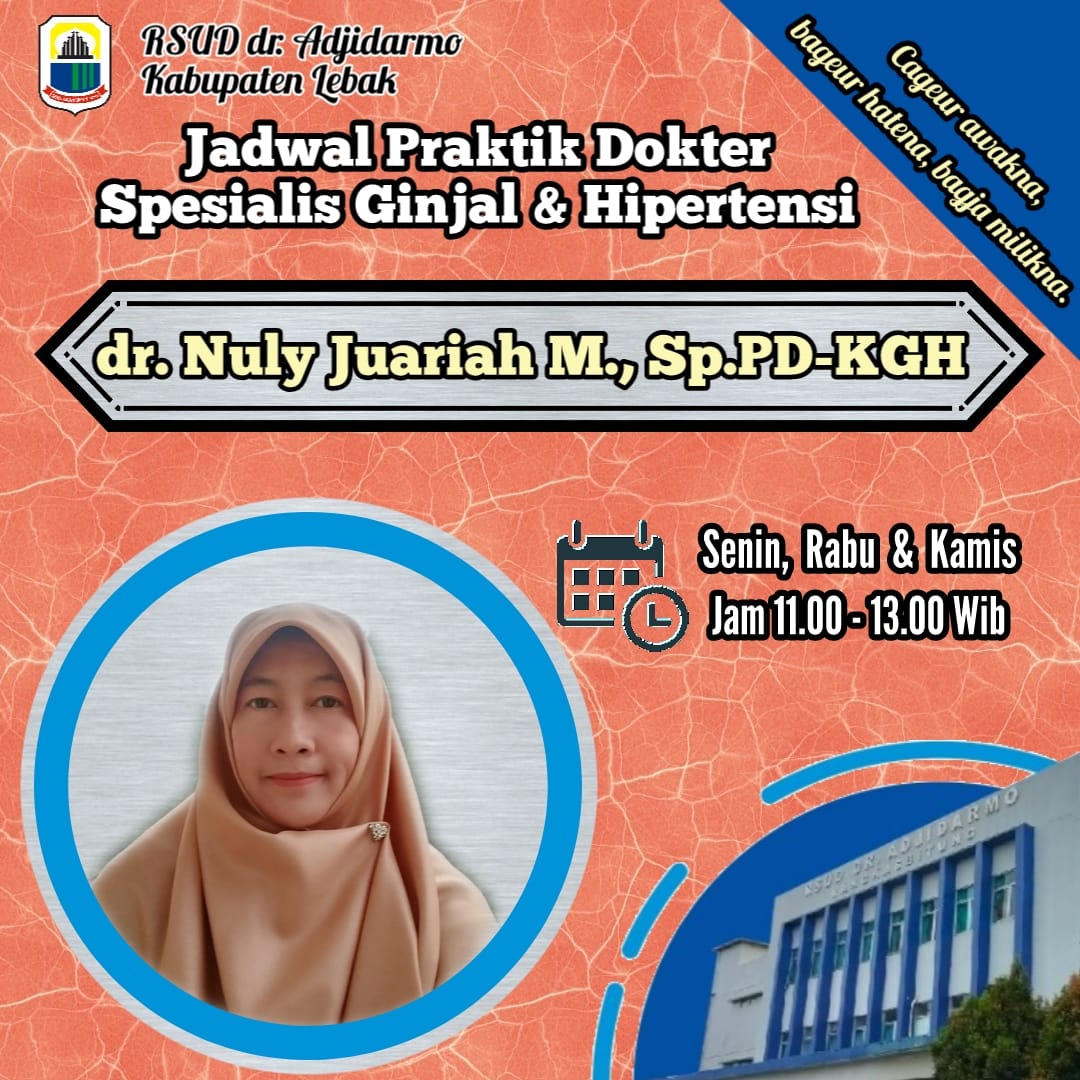 RSUD dr. Adjidarmo
Kabupaten Lebak
Cageur awakna,
bageur hatena, bagja milikna.
Jadwal Praktik Dokter
Spesialis Ginjal & Hipertensi
dr. Nuly Juariah M., Sp.PD-KGH
Senin, Rabu & Kamis
Jam 11.00 - 13.00 Wib
RSUD DR. ADJIDARMO
RANGKASBITUNG